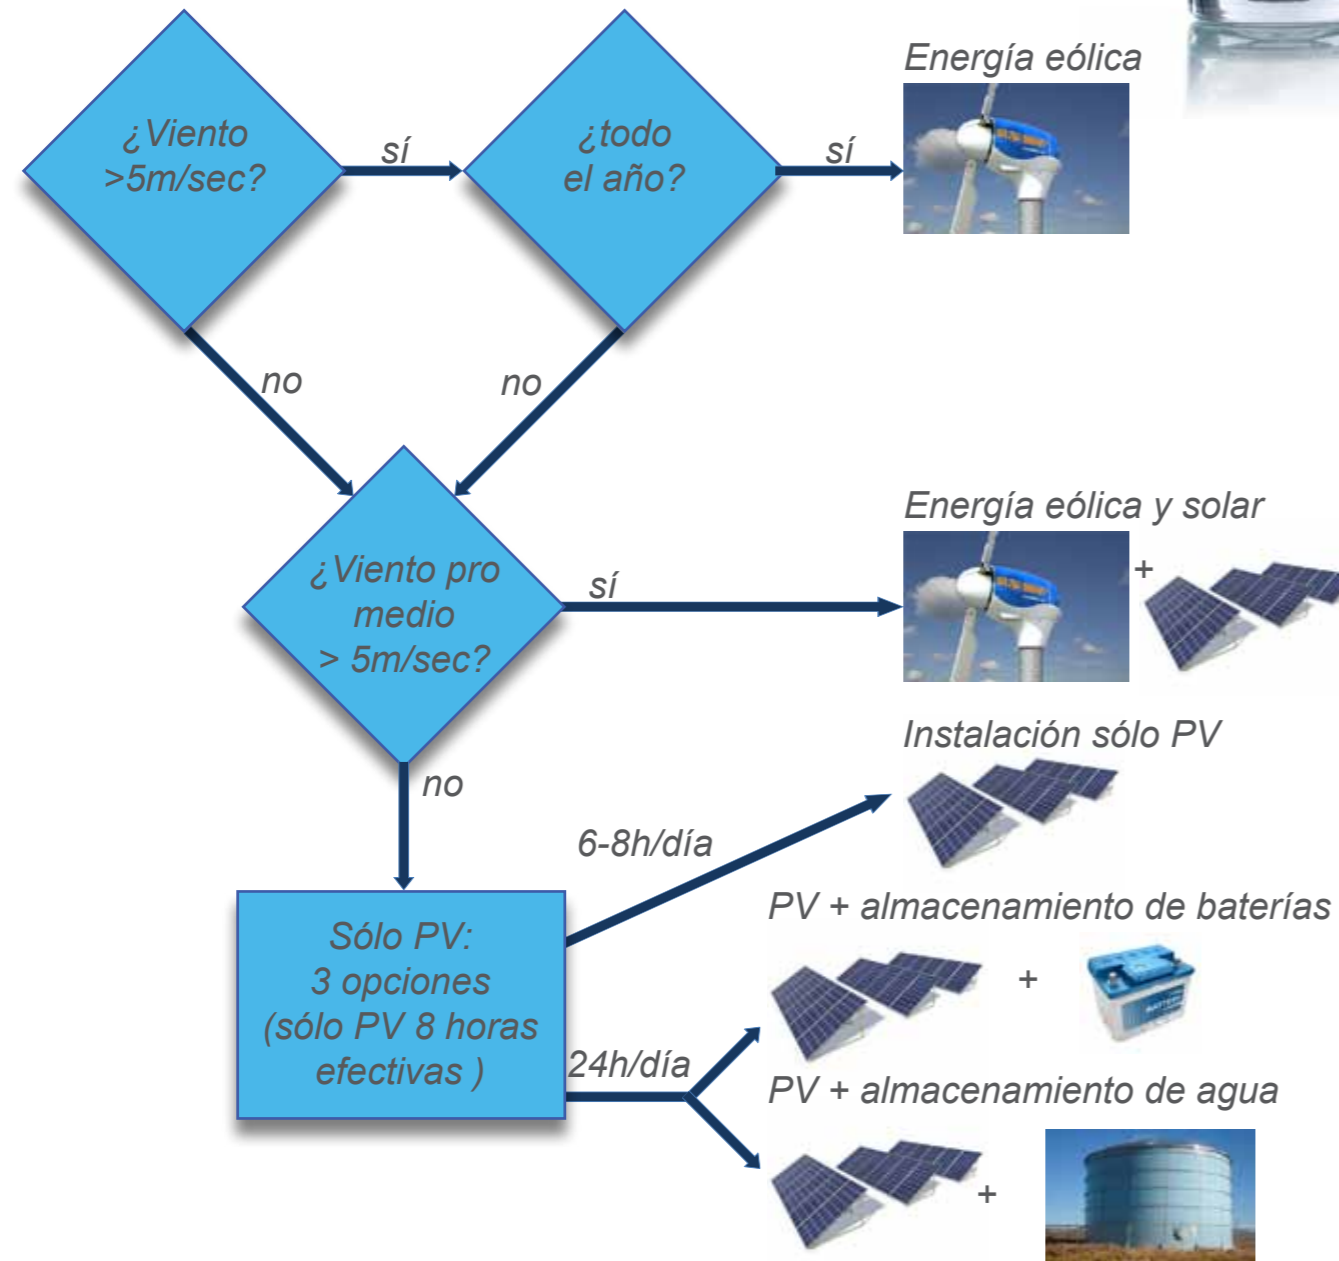 ¿Viento
>5m/sec?
sí
¿todo
el año?
sí
Energía eólica
no
no
¿Viento pro
medio
> 5m/sec?
sí
Energía eólica y solar
+
no
Instalación sólo PV
6-8h/día
Sólo PV:
3 opciones
(sólo PV 8 horas
efectivas )
PV + almacenamiento de baterías
+
BATTERY
24h/día
PV + almacenamiento de agua
+